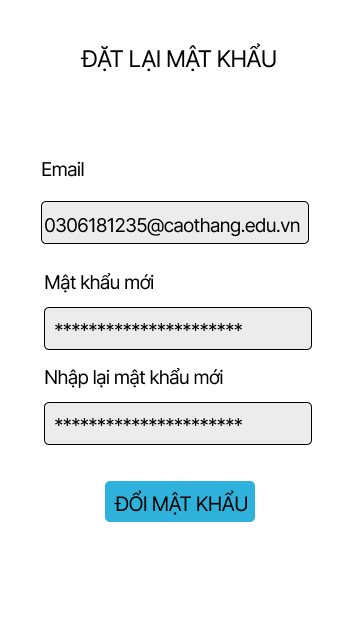 ĐẶT LẠI MẬT KHẨU
Email
0306181235@caothang.edu.vn
Mật khẩu mới
**********************
Nhập lại mật khẩu mới
**********************
ĐỔI MẬT KHẨU